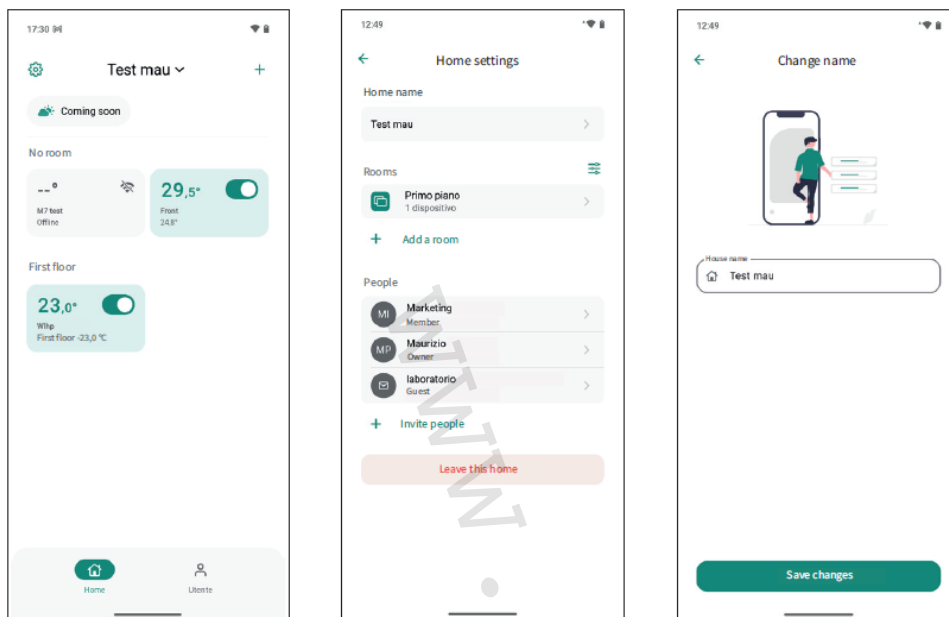 17:30
Test mau
Coming soon
No room
--°
M7 test
Offline
29,5°
Front
24,8°
First floor
23,0°
Wihp
First floor -23,0 °C
Home
Utente
12:49
Home settings
Home name
Test mau
Rooms
Primo piano
1 dispositivo
+ Add a room
People
MI
Marketing
Member
MP
Maurizio
Owner
laboratorio
Guest
+ Invite people
Leave this home
WWW.
12:49
Change name
House name
Test mau
Save changes